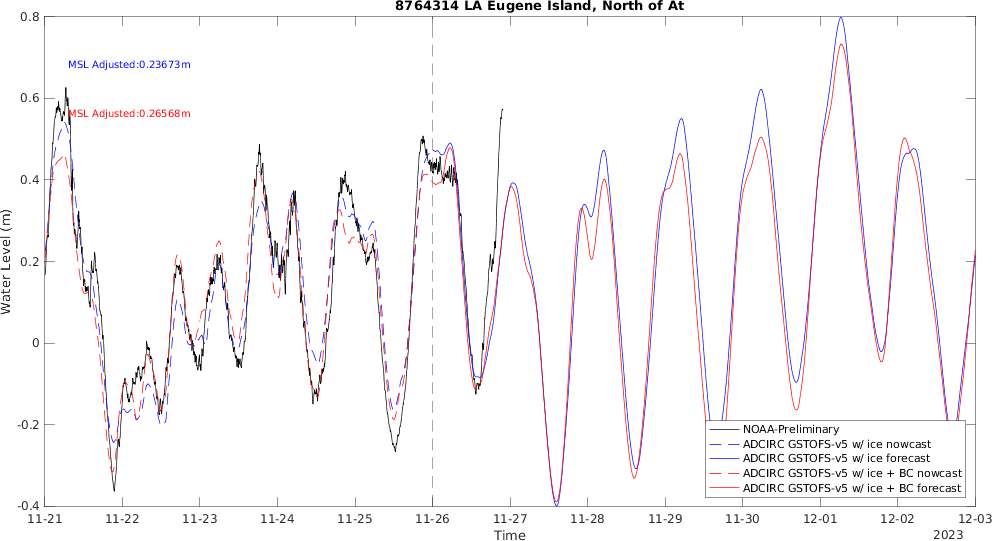 8764314 LA Eugene Island, North of At
MSL Adjusted:0.23673m
MSL Adjusted:0.26568m
Water Level (m)
0.8
0.6
0.4
0.2
0
-0.2
-0.4
NOAA-Preliminary
ADCIRC GSTOFS-v5 w/ ice nowcast
ADCIRC GSTOFS-v5 w/ ice forecast
ADCIRC GSTOFS-v5 w/ ice + BC nowcast
ADCIRC GSTOFS-v5 w/ ice + BC forecast
11-21 11-22 11-23 11-24 11-25 11-26 11-27 11-28 11-29 11-30 12-01 12-02 12-03
Time
2023